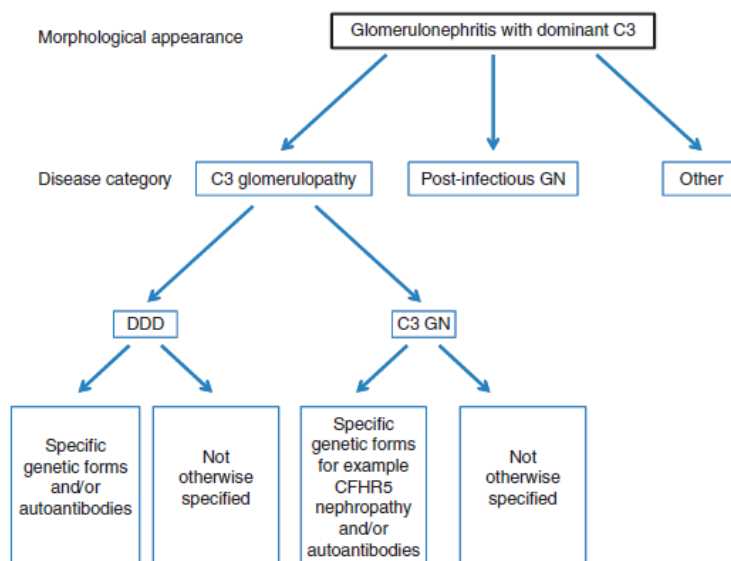 Morphological appearance
Glomerulonephritis with dominant C3
Disease category
C3 glomerulopathy
Post-infectious GN
Other
DDD
C3 GN
Specific
genetic forms
and/or
autoantibodies
Not
otherwise
specified
Specific
genetic forms
for example
CFHR5
nephropathy
and/or
autoantibodies
Not
otherwise
specified